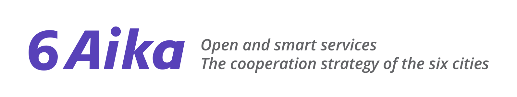 6Aika
Open and smart services
The cooperation strategy of the six cities